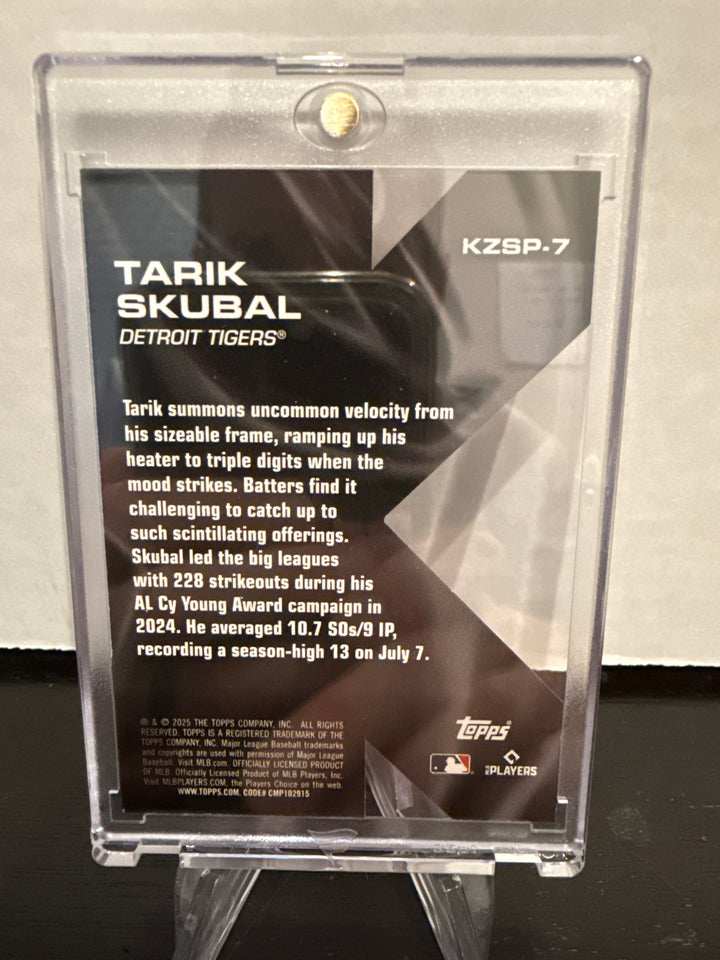 KZSP-7
TARIK
SKUBAL
DETROIT TIGERS®
Tarik summons uncommon velocity from
his sizeable frame, ramping up his
heater to triple digits when the
mood strikes. Batters find it
challenging to catch up to
such scintillating offerings.
Skubal led the big leagues
with 228 strikeouts during his
AL Cy Young Award campaign in
2024. He averaged 10.7 SOs/9 IP,
recording a season-high 13 on July 7.
® & © 2025 THE TOPPS COMPANY, INC. ALL RIGHTS
RESERVED. TOPPS IS A REGISTERED TRADEMARK OF THE
TOPPS COMPANY, INC. Major League Baseball trademarks
and copyrights are used with permission of Major League
Baseball. Visit MLB.com. OFFICIALLY LICENSED PRODUCT
OF MLB. Officially Licensed Product of MLB Players, Inc.
Visit MLBPLAYERS.COM, the Players Choice on the web.
WWW.TOPPS.COM. CODE# CMP102915
Topps®
MLB PLAYERS